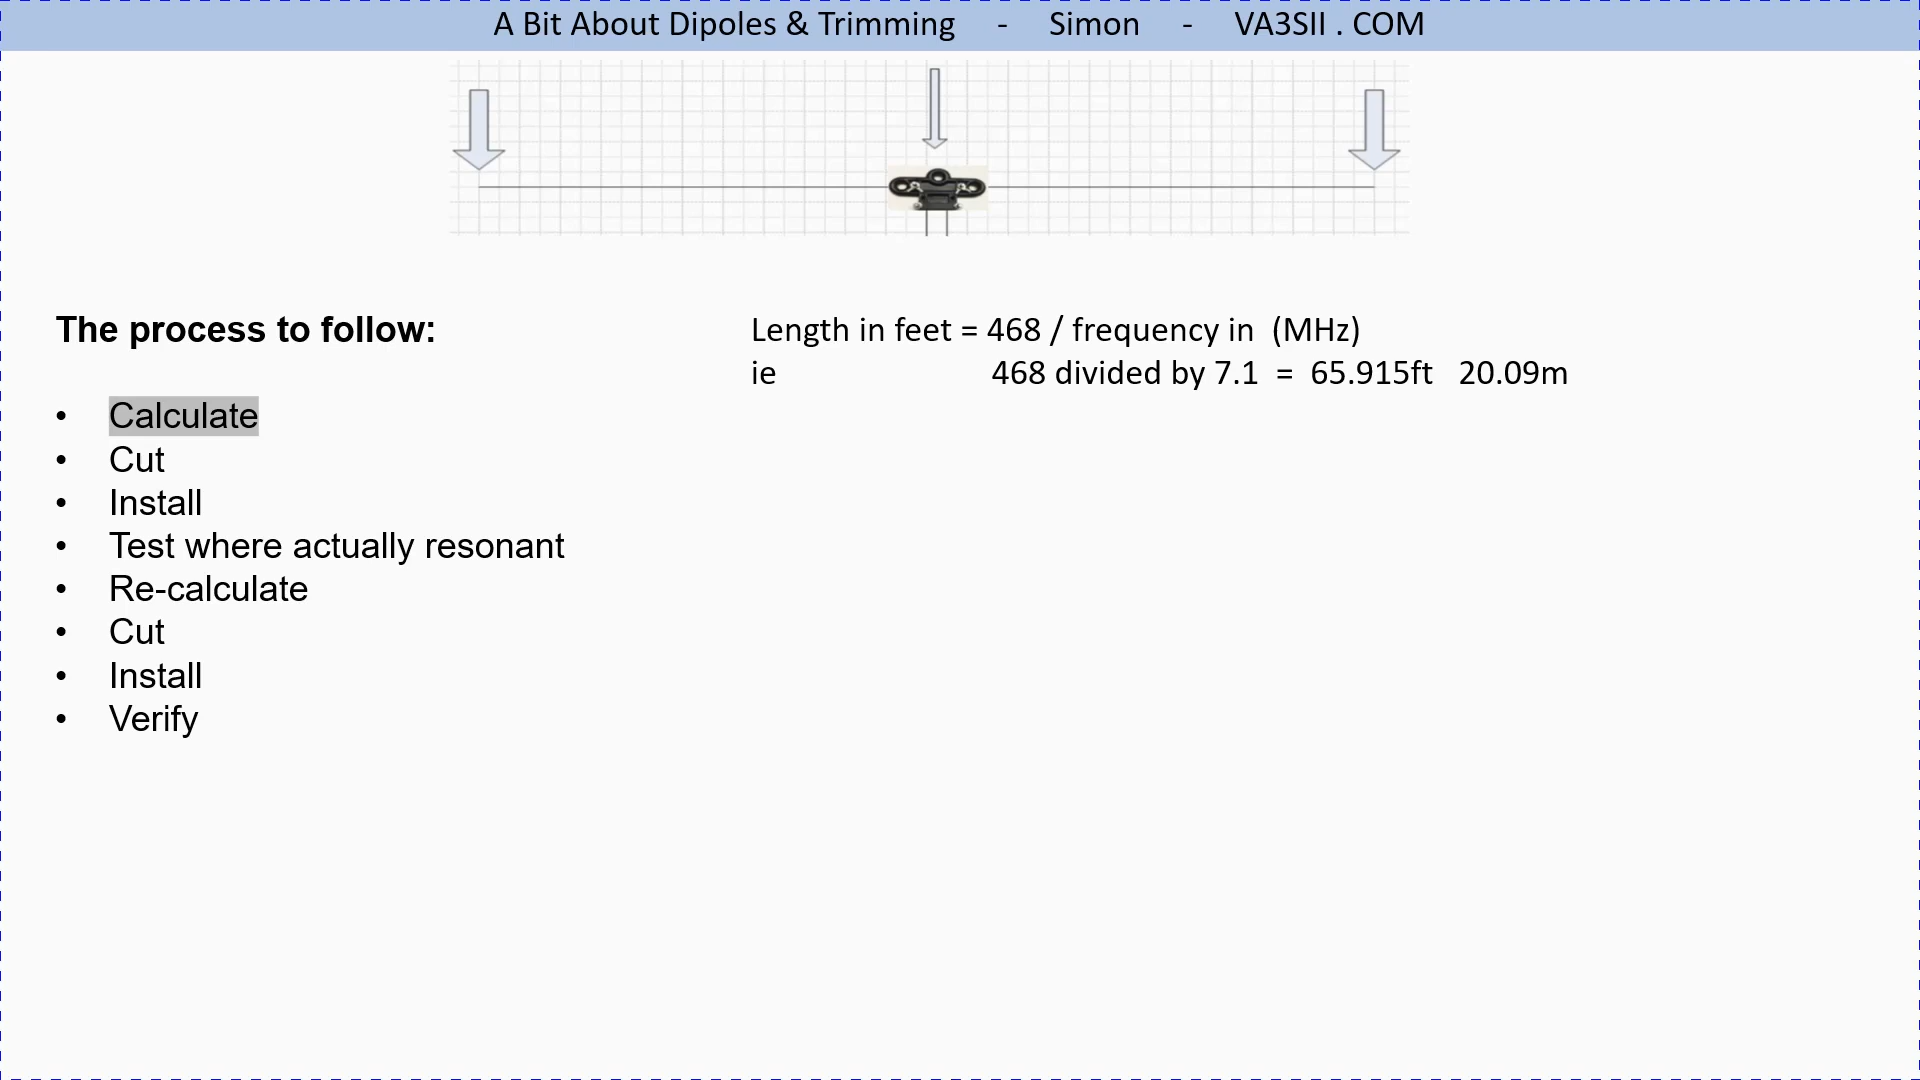 A Bit About Dipoles & Trimming - Simon - VA3SII . COM
The process to follow:
• Calculate
• Cut
• Install
• Test where actually resonant
• Re-calculate
• Cut
• Install
• Verify
Length in feet = 468 / frequency in (MHz)
ie 468 divided by 7.1 = 65.915ft 20.09m